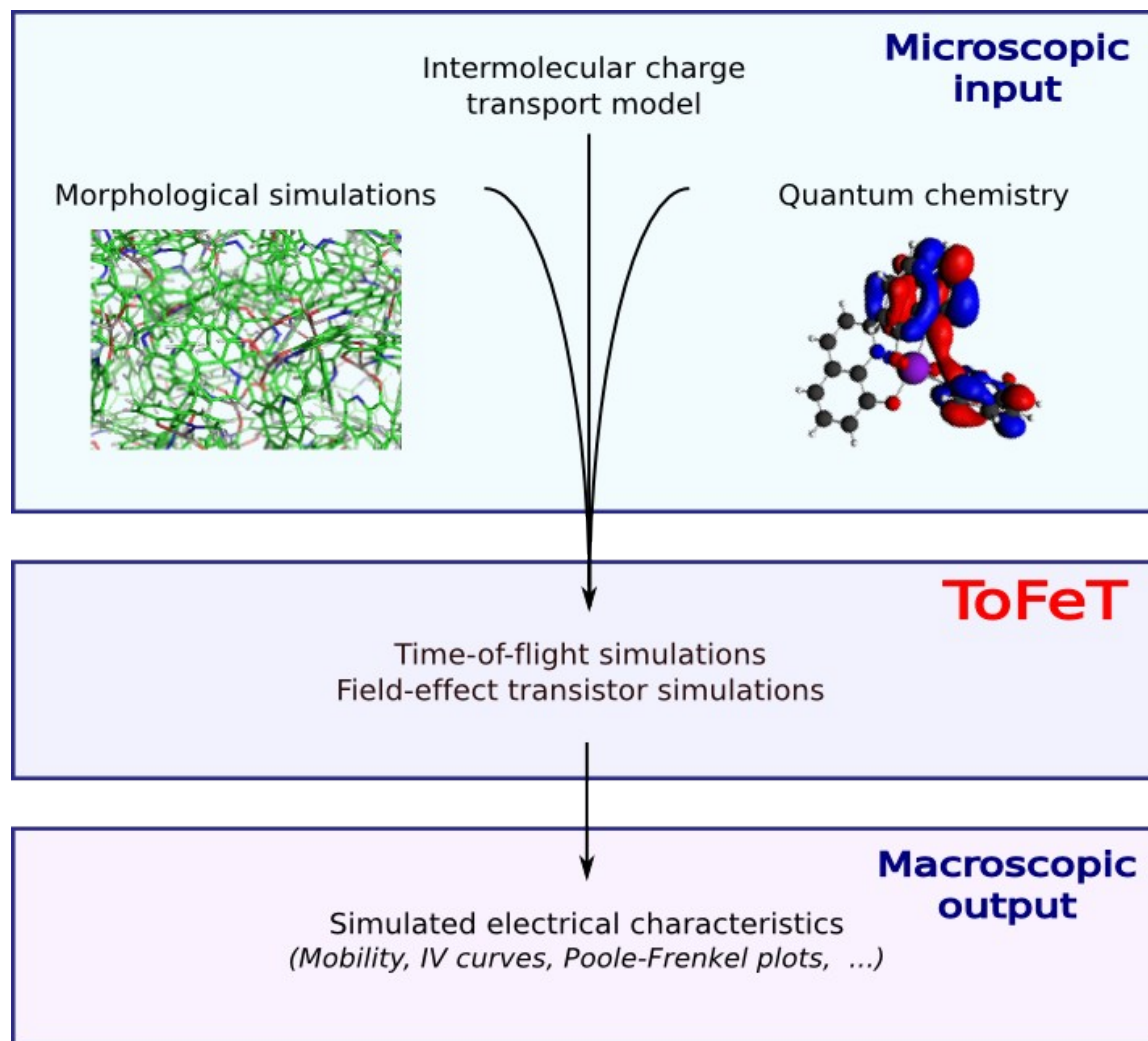 Microscopic
input
Intermolecular charge
transport model
Morphological simulations
Quantum chemistry
ToFeT
Time-of-flight simulations
Field-effect transistor simulations
Macroscopic
output
Simulated electrical characteristics
(Mobility, IV curves, Poole-Frenkel plots, ...)